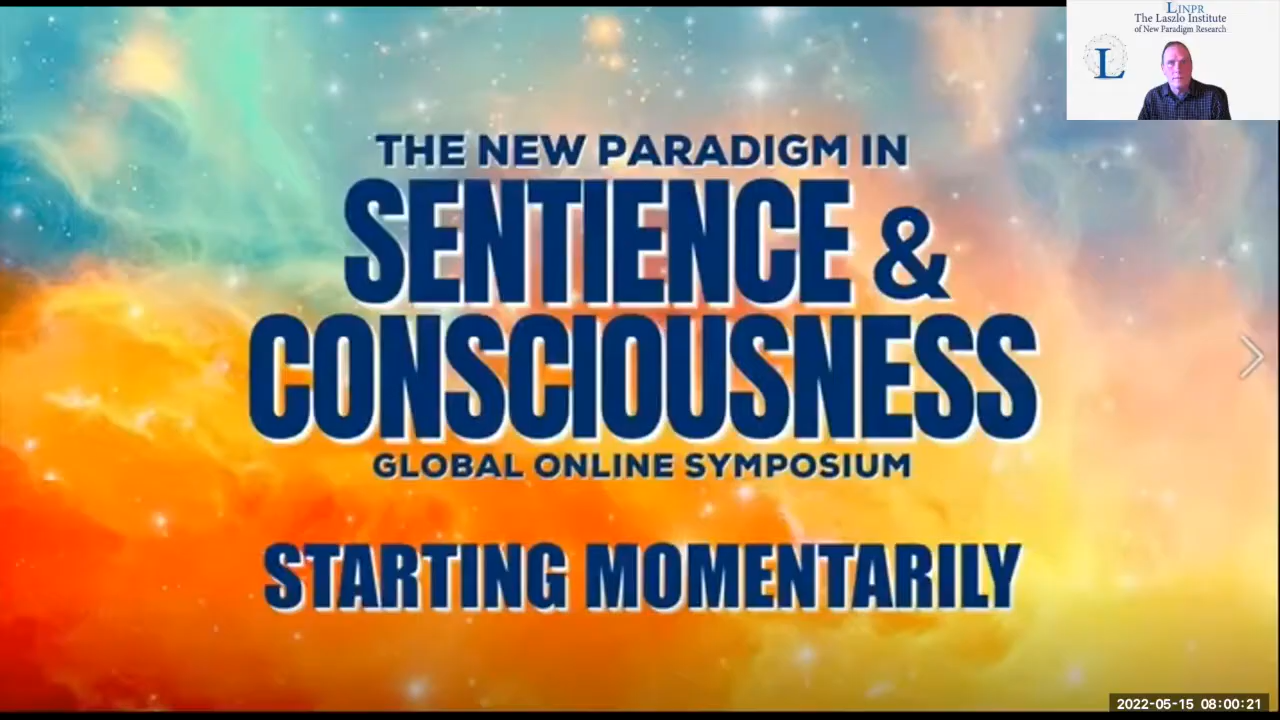 LINPR
The Laszlo Institute
of New Paradigm Research
L
THE NEW PARADIGM IN
SENTIENCE &
CONSCIOUSNESS
GLOBAL ONLINE SYMPOSIUM
STARTING MOMENTARILY
2022-05-15 08:00:21